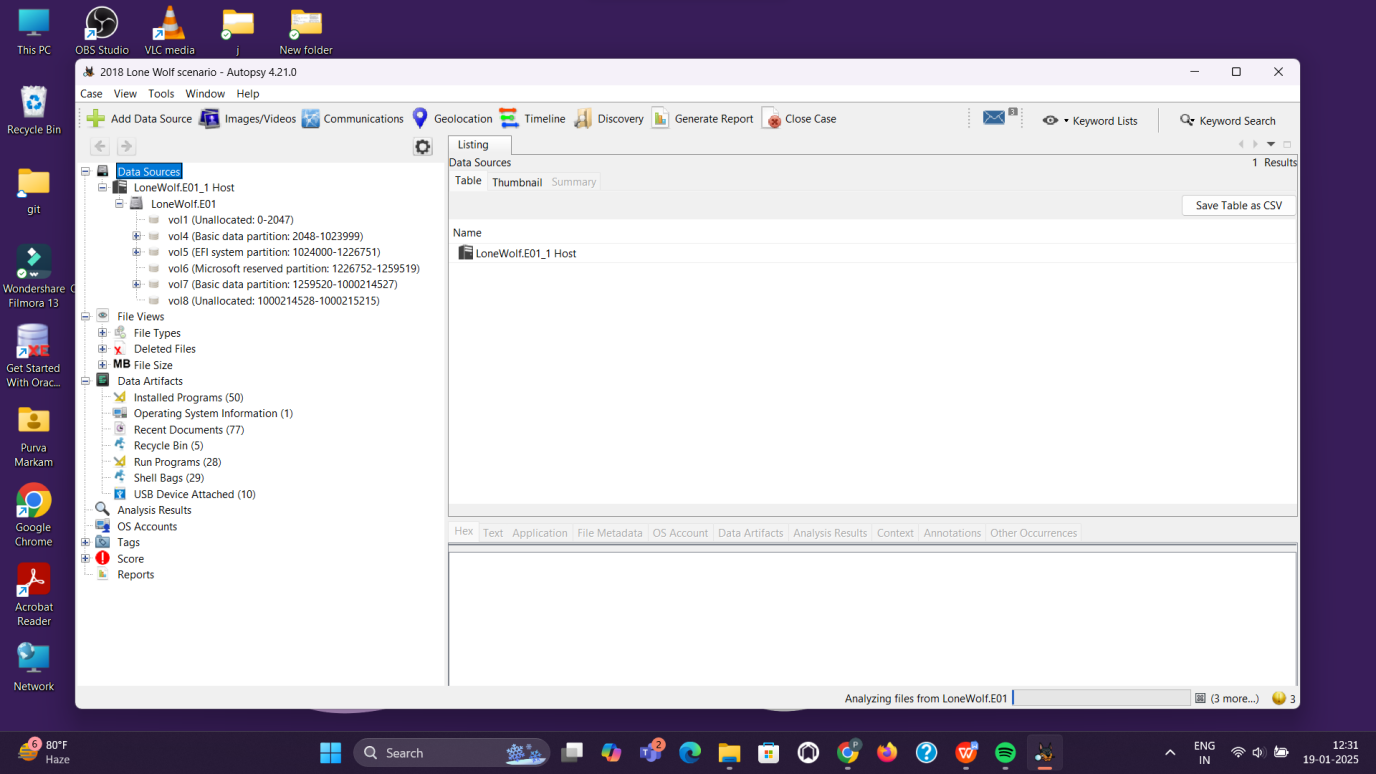 This PC
OBS Studio
VLC media
j
New folder
Recycle Bin
git
Wondershare
Filmora 13
Get Started
With Orac...
Purva
Markam
Google
Chrome
Acrobat
Reader
Network
2018 Lone Wolf scenario - Autopsy 4.21.0
Case View Tools Window Help
Add Data Source Images/Videos Communications Geolocation Timeline Discovery Generate Report Close Case 3 Keyword Lists Keyword Search
Data Sources
LoneWolf.E01_1 Host
LoneWolf.E01
vol1 (Unallocated: 0-2047)
vol4 (Basic data partition: 2048-1023999)
vol5 (EFI system partition: 1024000-1226751)
vol6 (Microsoft reserved partition: 1226752-1259519)
vol7 (Basic data partition: 1259520-1000214527)
vol8 (Unallocated: 1000214528-1000215215)
File Views
File Types
Deleted Files
MB File Size
Data Artifacts
Installed Programs (50)
Operating System Information (1)
Recent Documents (77)
Recycle Bin (5)
Run Programs (28)
Shell Bags (29)
USB Device Attached (10)
Analysis Results
OS Accounts
Tags
Score
Reports
Listing
Data Sources 1 Results
Table Thumbnail Summary
Save Table as CSV
Name
LoneWolf.E01_1 Host
Hex Text Application File Metadata OS Account Data Artifacts Analysis Results Context Annotations Other Occurrences
Analyzing files from LoneWolf.E01 (3 more...) 3
6 80°F
Haze
Search
2
ENG
IN
12:31
19-01-2025